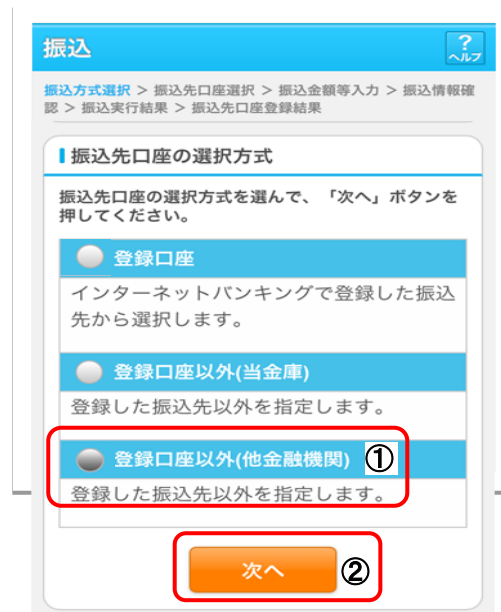 振込
?
ヘルプ
振込方式選択 > 振込先口座選択 > 振込金額等入力 > 振込情報確
認 > 振込実行結果 > 振込先口座登録結果
振込先口座の選択方式
振込先口座の選択方式を選んで、「次へ」ボタンを
押してください。
登録口座
インターネットバンキングで登録した振込
先から選択します。
登録口座以外(当金庫)
登録した振込先以外を指定します。
登録口座以外(他金融機関) ①
登録した振込先以外を指定します。
次へ ②